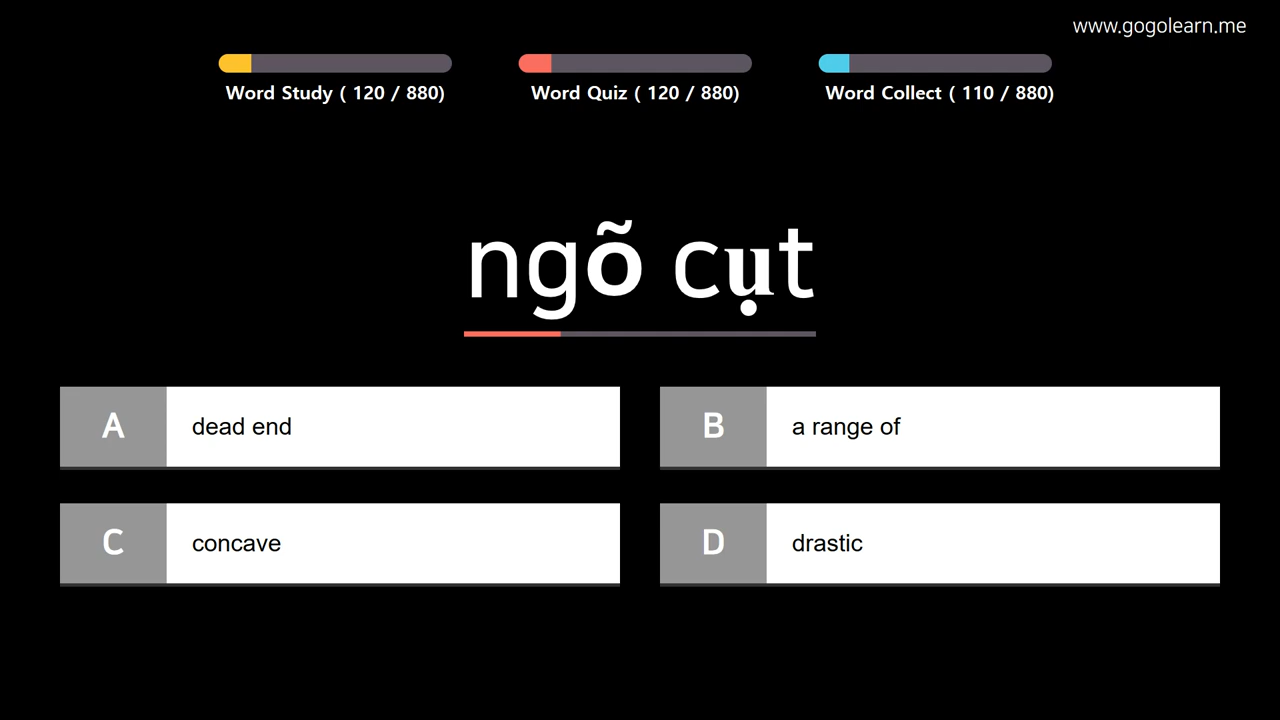 www.gogolearn.me
Word Study ( 120 / 880)
Word Quiz ( 120 / 880)
Word Collect ( 110 / 880)
ngõ cụt
A dead end
B a range of
C concave
D drastic